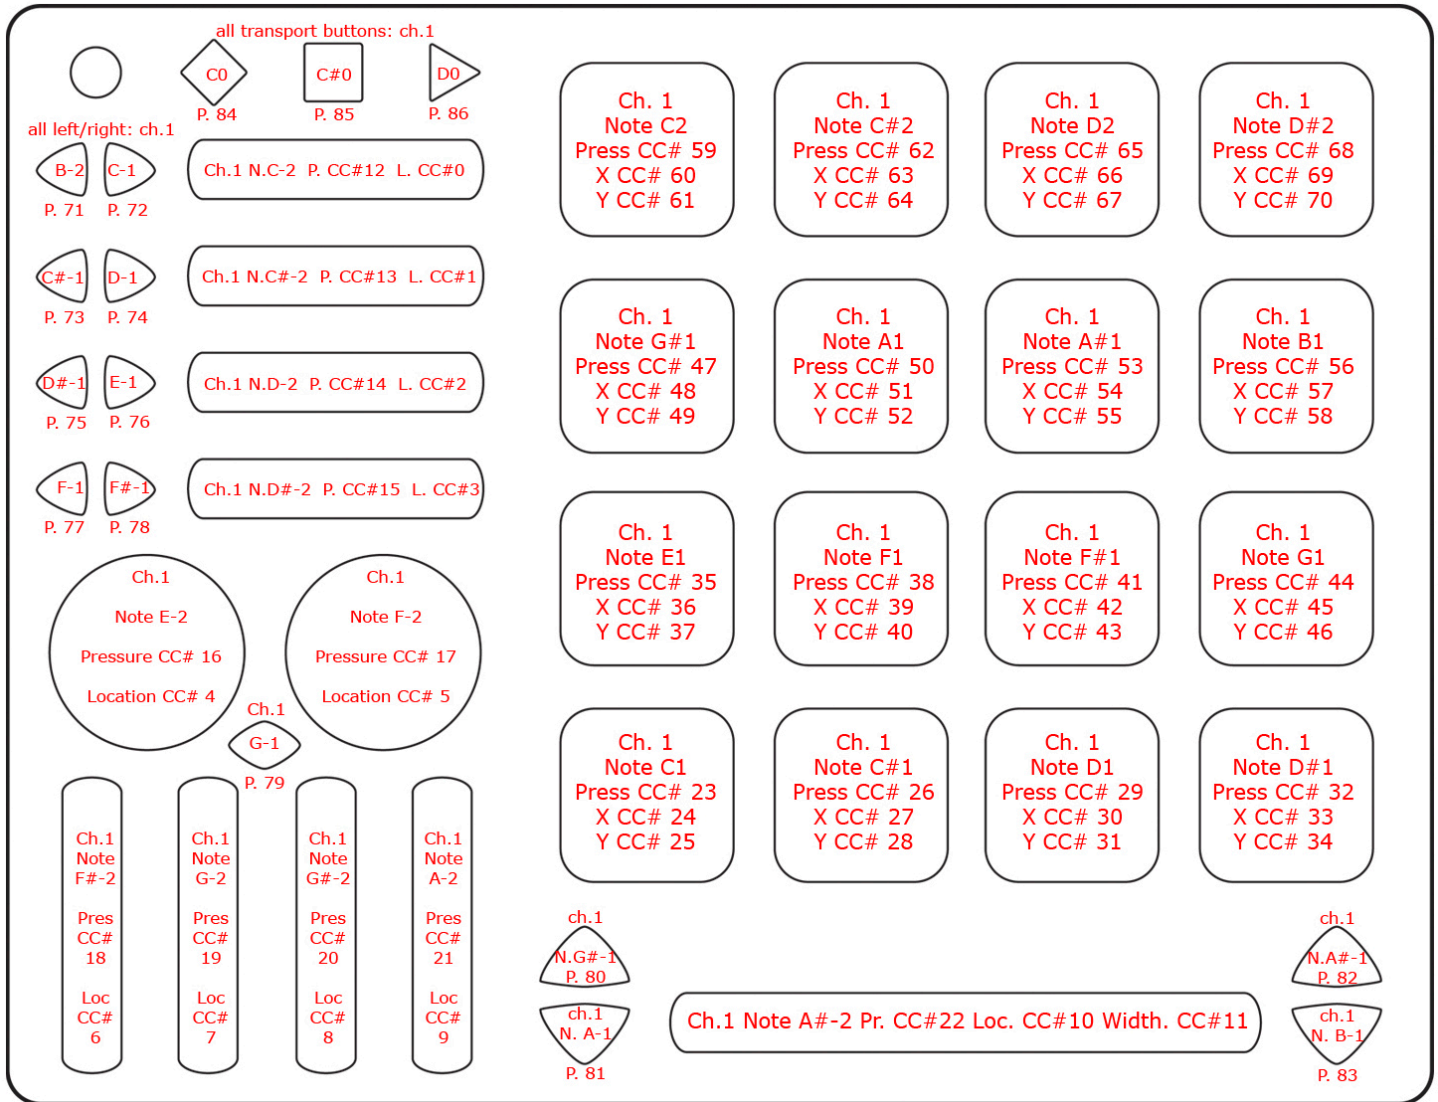 all transport buttons: ch.1
C0
C#0
D0
P. 84
P. 85
P. 86
all left/right: ch.1
B-2
C-1
P. 71
P. 72
Ch.1 N.C-2 P. CC#12 L. CC#0
C#-1
D-1
P. 73
P. 74
Ch.1 N.C#-2 P. CC#13 L. CC#1
D#-1
E-1
P. 75
P. 76
Ch.1 N.D-2 P. CC#14 L. CC#2
F-1
F#-1
P. 77
P. 78
Ch.1 N.D#-2 P. CC#15 L. CC#3
Ch.1
Note E-2
Pressure CC# 16
Location CC# 4
Ch.1
Note F-2
Pressure CC# 17
Location CC# 5
Ch.1
G-1
P. 79
Ch.1
Note
F#-2
Pres
CC#
18
Loc
CC#
6
Ch.1
Note
G-2
Pres
CC#
19
Loc
CC#
7
Ch.1
Note
G#-2
Pres
CC#
20
Loc
CC#
8
Ch.1
Note
A-2
Pres
CC#
21
Loc
CC#
9
Ch. 1
Note C2
Press CC# 59
X CC# 60
Y CC# 61
Ch. 1
Note C#2
Press CC# 62
X CC# 63
Y CC# 64
Ch. 1
Note D2
Press CC# 65
X CC# 66
Y CC# 67
Ch. 1
Note D#2
Press CC# 68
X CC# 69
Y CC# 70
Ch. 1
Note G#1
Press CC# 47
X CC# 48
Y CC# 49
Ch. 1
Note A1
Press CC# 50
X CC# 51
Y CC# 52
Ch. 1
Note A#1
Press CC# 53
X CC# 54
Y CC# 55
Ch. 1
Note B1
Press CC# 56
X CC# 57
Y CC# 58
Ch. 1
Note E1
Press CC# 35
X CC# 36
Y CC# 37
Ch. 1
Note F1
Press CC# 38
X CC# 39
Y CC# 40
Ch. 1
Note F#1
Press CC# 41
X CC# 42
Y CC# 43
Ch. 1
Note G1
Press CC# 44
X CC# 45
Y CC# 46
Ch. 1
Note C1
Press CC# 23
X CC# 24
Y CC# 25
Ch. 1
Note C#1
Press CC# 26
X CC# 27
Y CC# 28
Ch. 1
Note D1
Press CC# 29
X CC# 30
Y CC# 31
Ch. 1
Note D#1
Press CC# 32
X CC# 33
Y CC# 34
ch.1
N.G#-1
P. 80
ch.1
N. A-1
P. 81
Ch.1 Note A#-2 Pr. CC#22 Loc. CC#10 Width. CC#11
ch.1
N.A#-1
P. 82
ch.1
N. B-1
P. 83